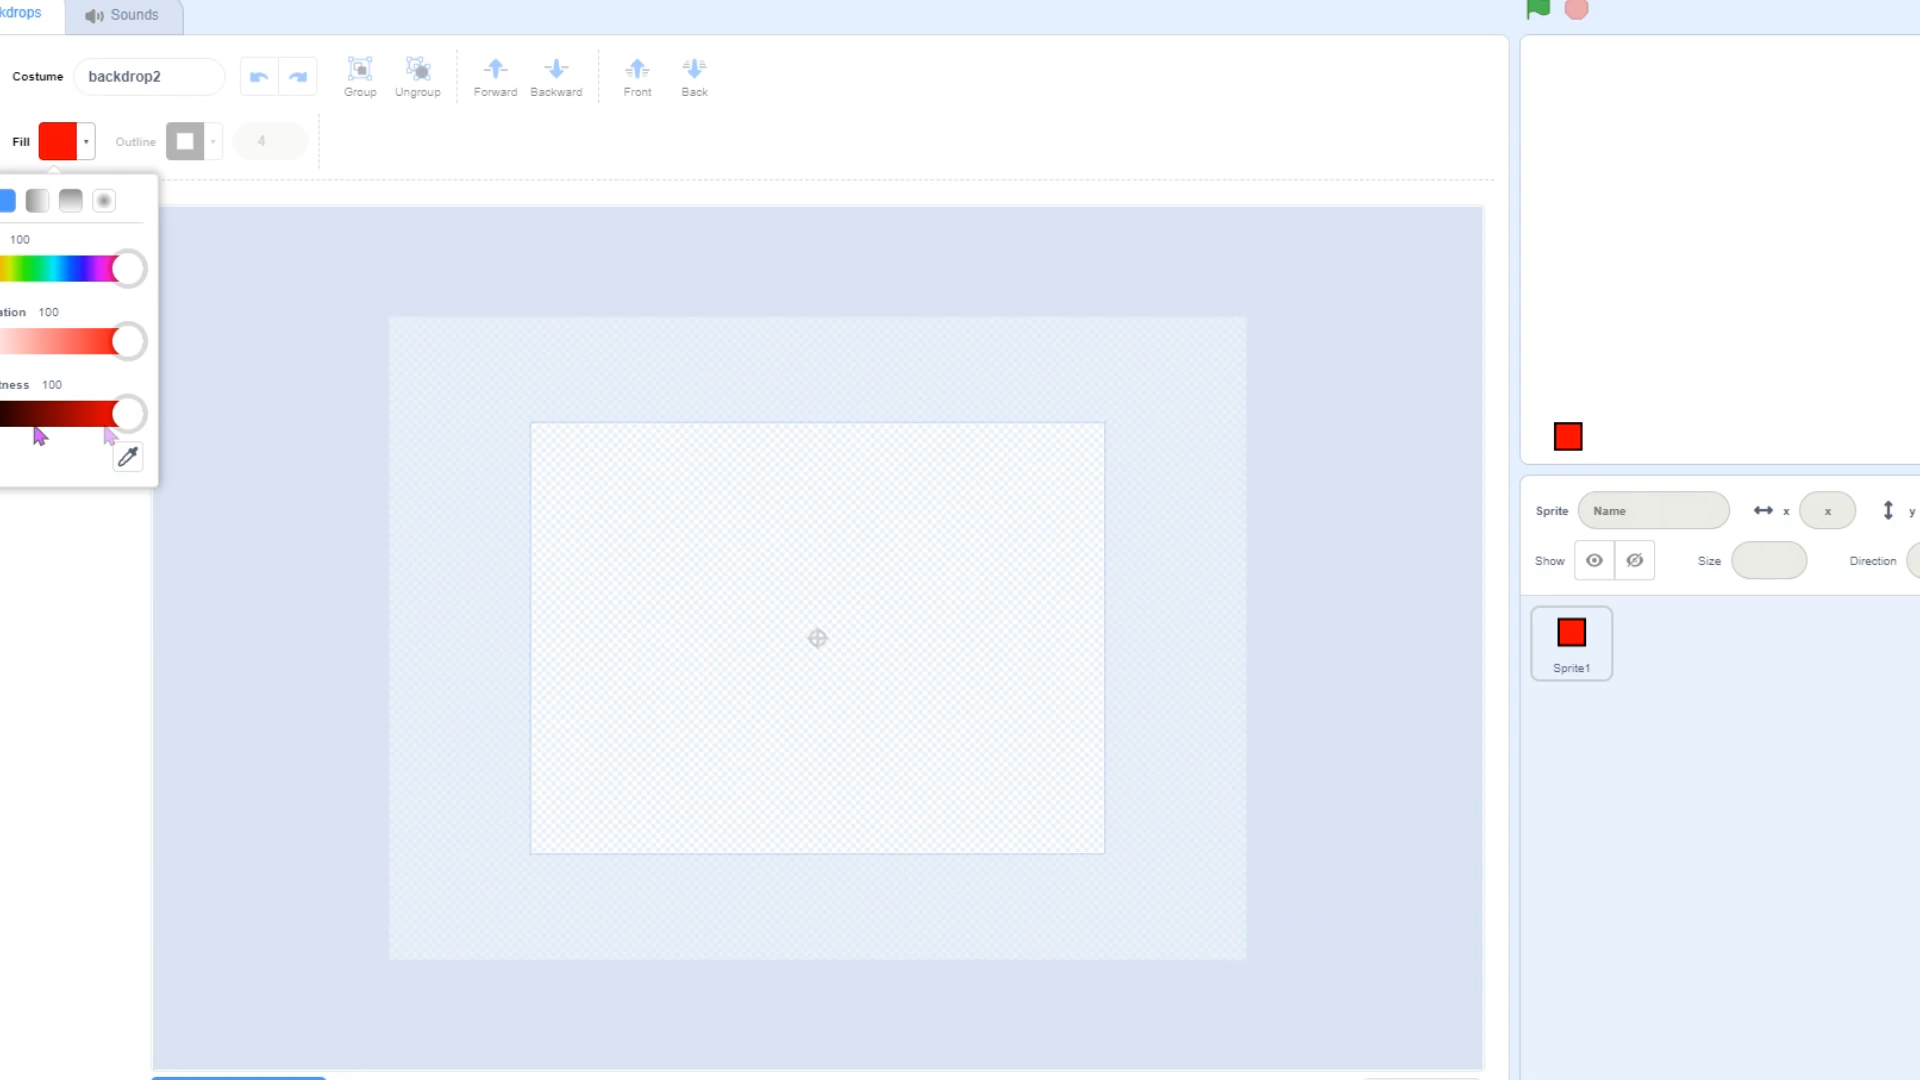 kdrops
Sounds
Costume
backdrop2
Group
Ungroup
Forward
Backward
Front
Back
Fill
Outline
4
100
ation 100
tness 100
Sprite
Name
x
x
y
Show
Size
Direction
Sprite1